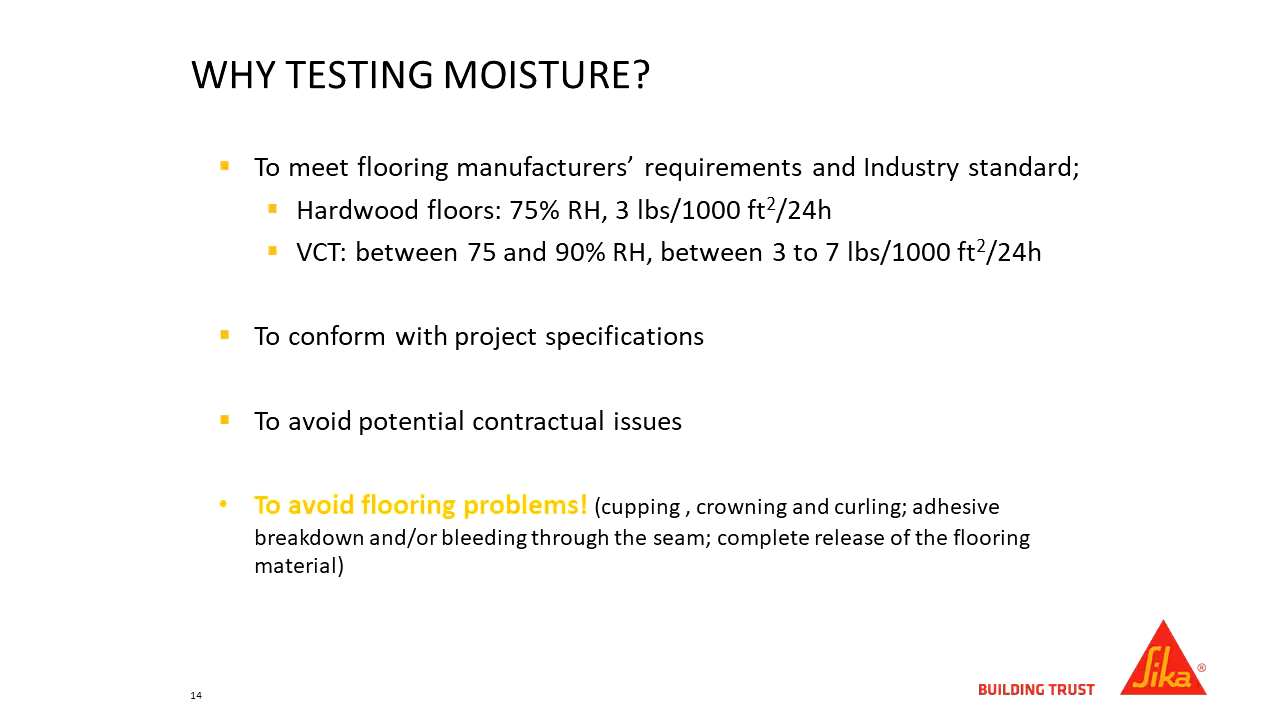 WHY TESTING MOISTURE?
▪ To meet flooring manufacturers’ requirements and Industry standard;
▪ Hardwood floors: 75% RH, 3 lbs/1000 ft²/24h
▪ VCT: between 75 and 90% RH, between 3 to 7 lbs/1000 ft²/24h
▪ To conform with project specifications
▪ To avoid potential contractual issues
• To avoid flooring problems! (cupping , crowning and curling; adhesive
breakdown and/or bleeding through the seam; complete release of the flooring
material)
14
BUILDING TRUST
Sika®